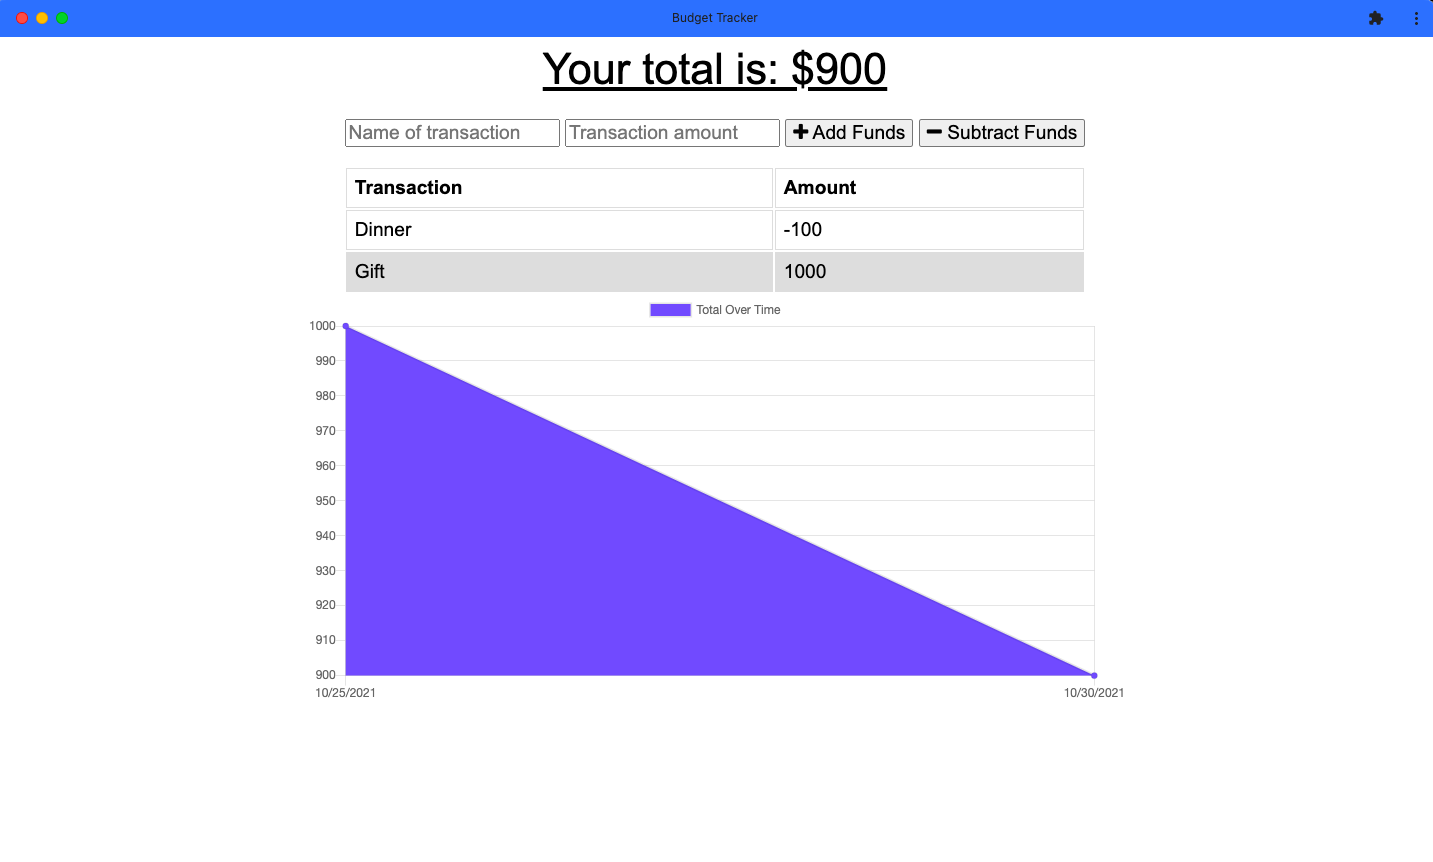 Budget Tracker
Your total is: $900
Name of transaction Transaction amount Add Funds Subtract Funds
Transaction Amount
Dinner -100
Gift 1000
Total Over Time
1000
990
980
970
960
950
940
930
920
910
900
10/25/2021 10/30/2021